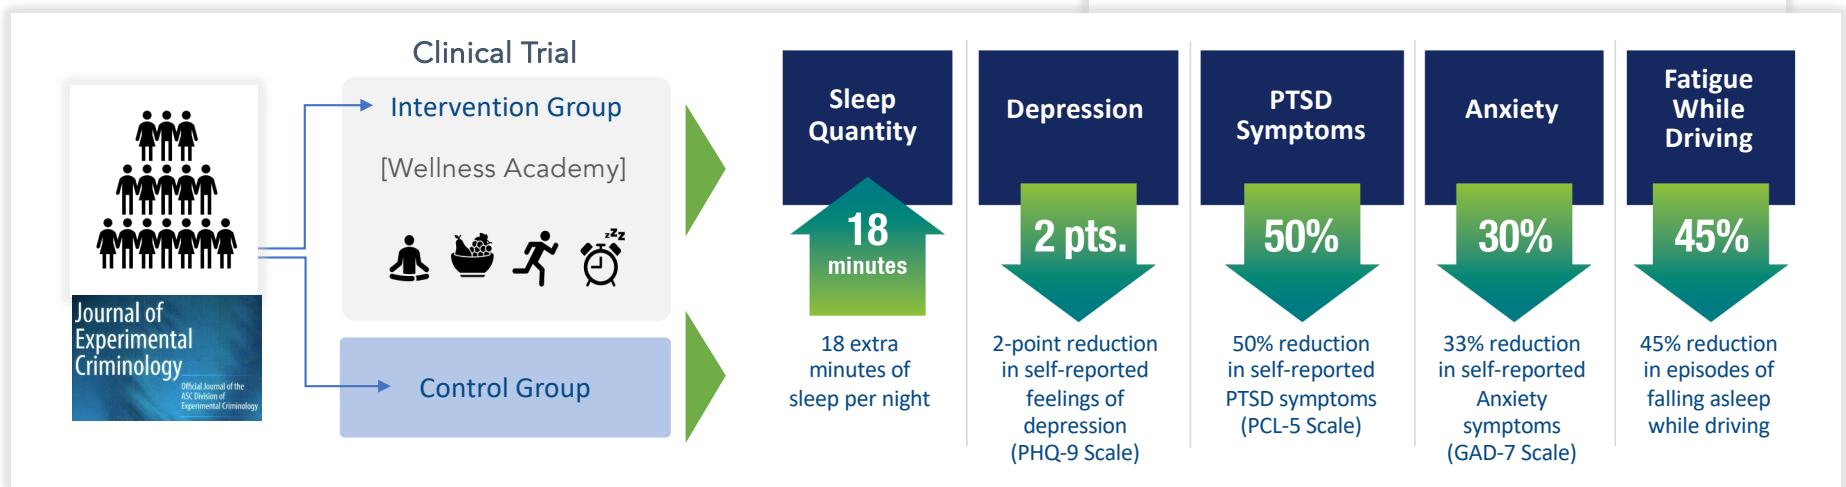 Clinical Trial
Intervention Group
[Wellness Academy]
zzz
Control Group
Journal of
Experimental
Criminology
Official Journal of the
ASC Division of
Experimental Criminology
Sleep
Quantity
18
minutes
18 extra
minutes of
sleep per night
Depression
2 pts.
2-point reduction
in self-reported
feelings of
depression
(PHQ-9 Scale)
PTSD
Symptoms
50%
50% reduction
in self-reported
PTSD symptoms
(PCL-5 Scale)
Anxiety
30%
33% reduction
in self-reported
Anxiety
symptoms
(GAD-7 Scale)
Fatigue
While
Driving
45%
45% reduction
in episodes of
falling asleep
while driving